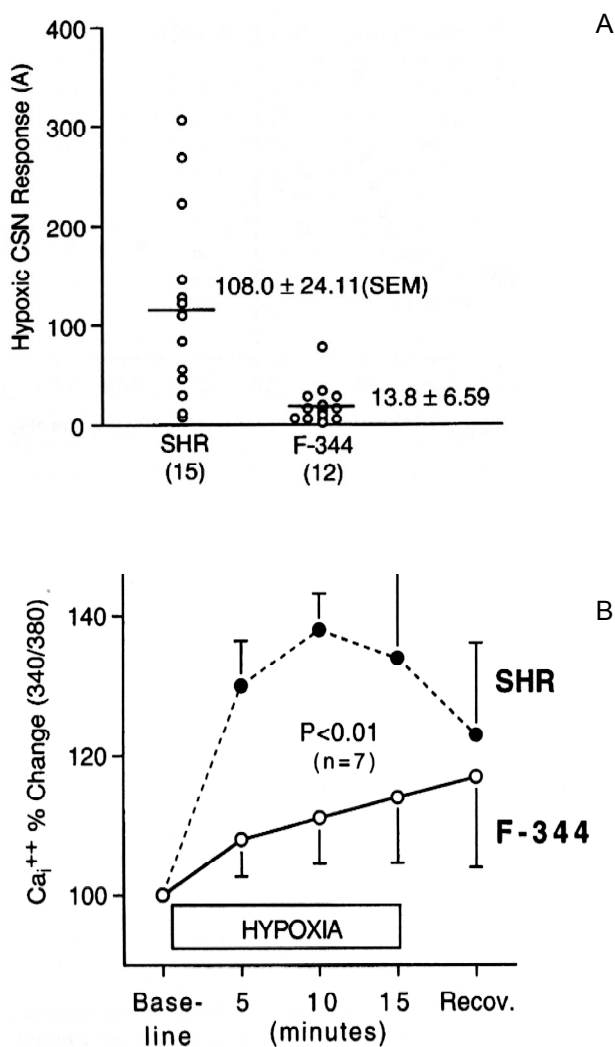 A
400
300
200
100
0
Hypoxic CSN Response (A)
108.0 ± 24.11(SEM)
13.8 ± 6.59
SHR
(15)
F-344
(12)
B
140
120
100
Caᵢ⁺⁺ % Change (340/380)
SHR
P<0.01
(n=7)
F-344
HYPOXIA
Base-
line
5
10
15
Recov.
(minutes)